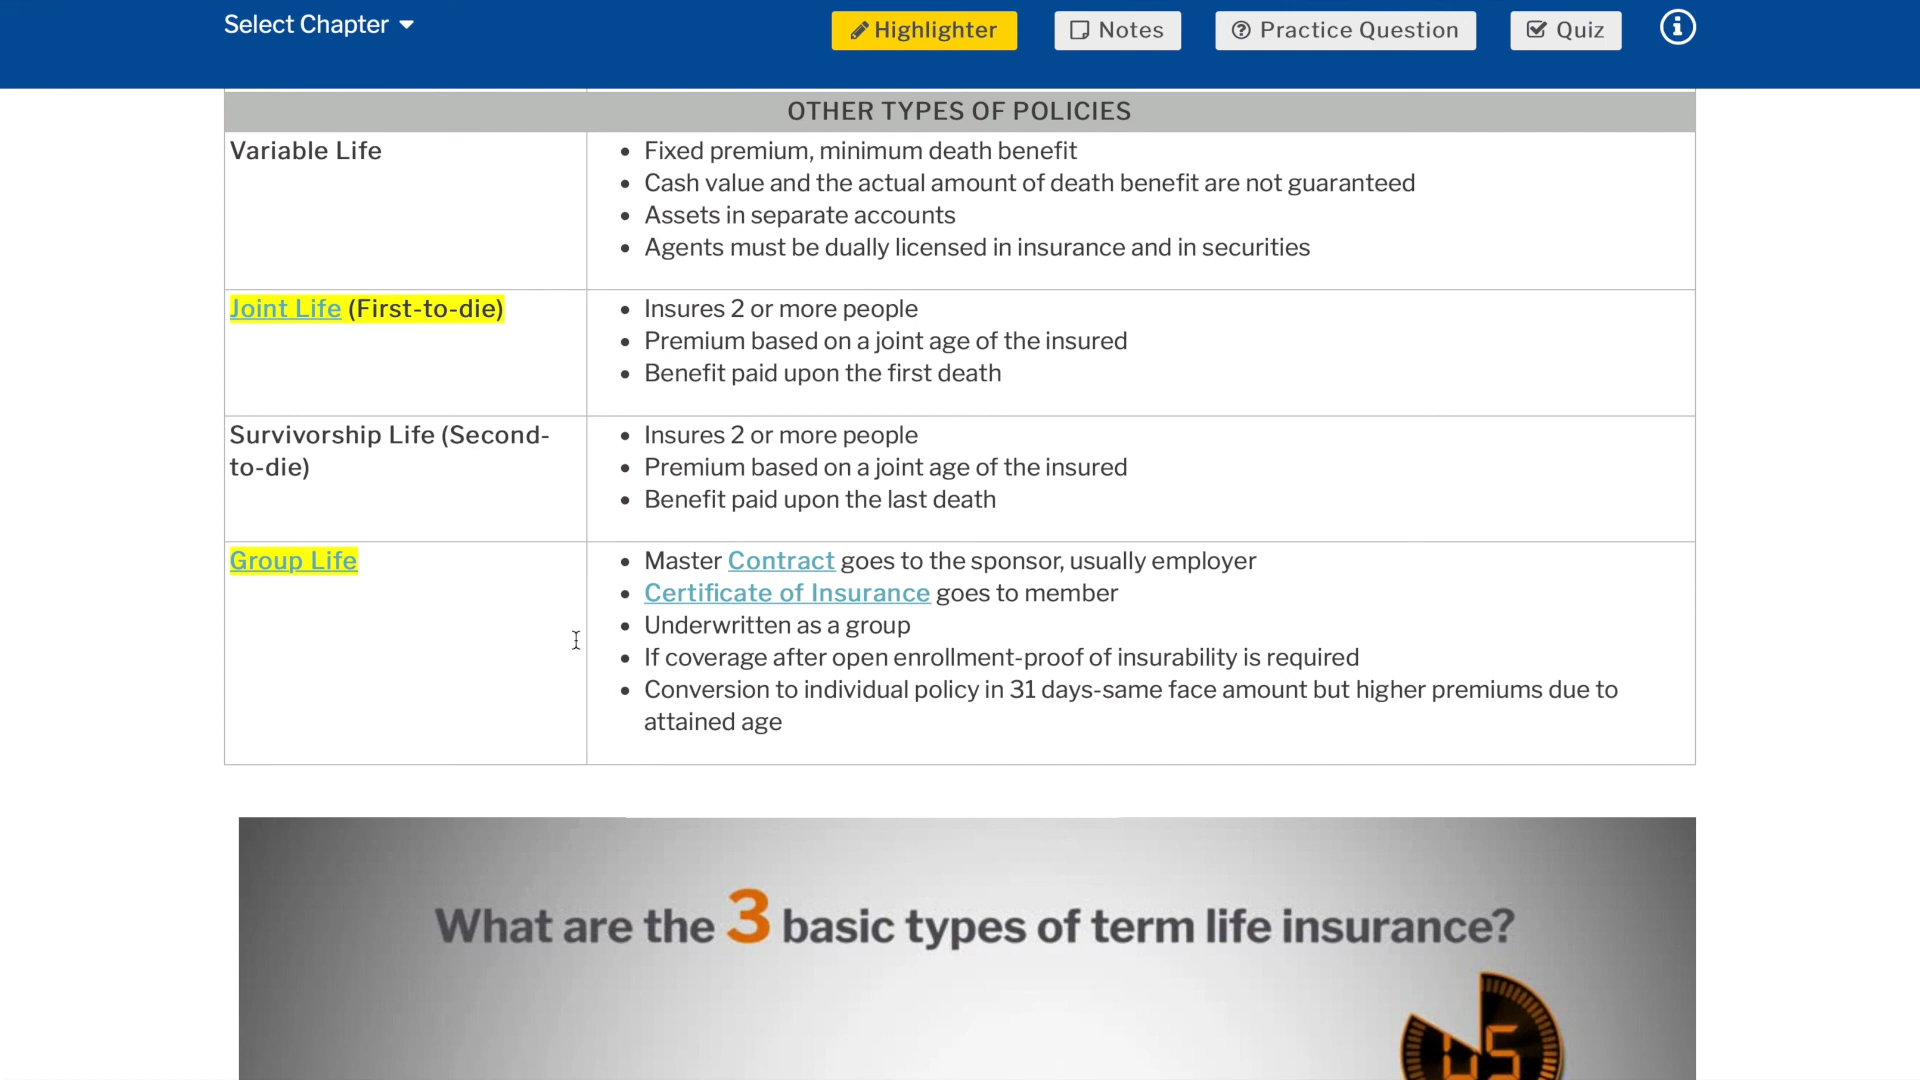 Select Chapter
Highlighter
Notes
Practice Question
Quiz
OTHER TYPES OF POLICIES
Variable Life
• Fixed premium, minimum death benefit
• Cash value and the actual amount of death benefit are not guaranteed
• Assets in separate accounts
• Agents must be dually licensed in insurance and in securities
Joint Life (First-to-die)
• Insures 2 or more people
• Premium based on a joint age of the insured
• Benefit paid upon the first death
Survivorship Life (Second-
to-die)
• Insures 2 or more people
• Premium based on a joint age of the insured
• Benefit paid upon the last death
Group Life
• Master Contract goes to the sponsor, usually employer
• Certificate of Insurance goes to member
• Underwritten as a group
• If coverage after open enrollment-proof of insurability is required
• Conversion to individual policy in 31 days-same face amount but higher premiums due to
attained age
What are the 3 basic types of term life insurance?